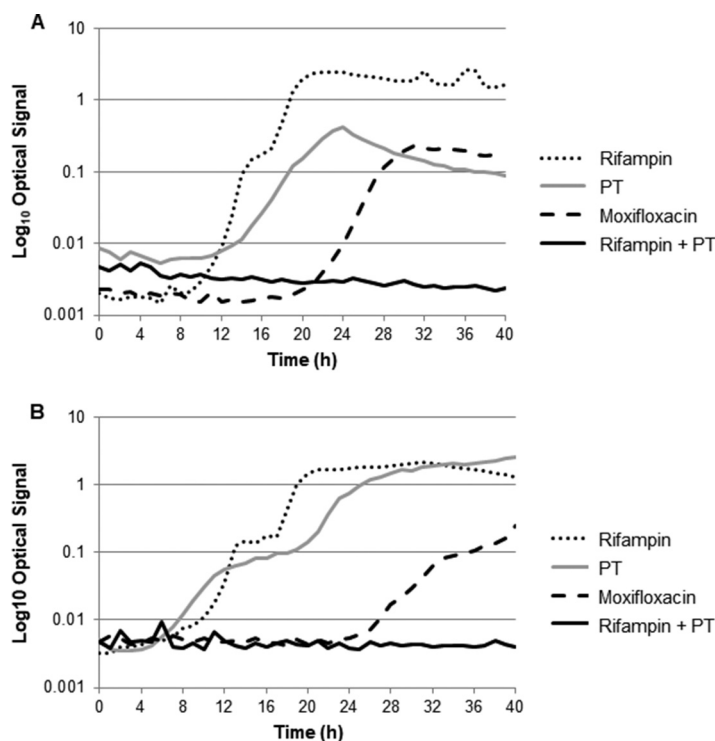 A
10
1
0.1
0.01
0.001
Log₁₀ Optical Signal
0 4 8 12 16 20 24 28 32 36 40
Time (h)
Rifampin
PT
Moxifloxacin
Rifampin + PT
B
10
1
0.1
0.01
0.001
Log10 Optical Signal
0 4 8 12 16 20 24 28 32 36 40
Time (h)
Rifampin
PT
Moxifloxacin
Rifampin + PT